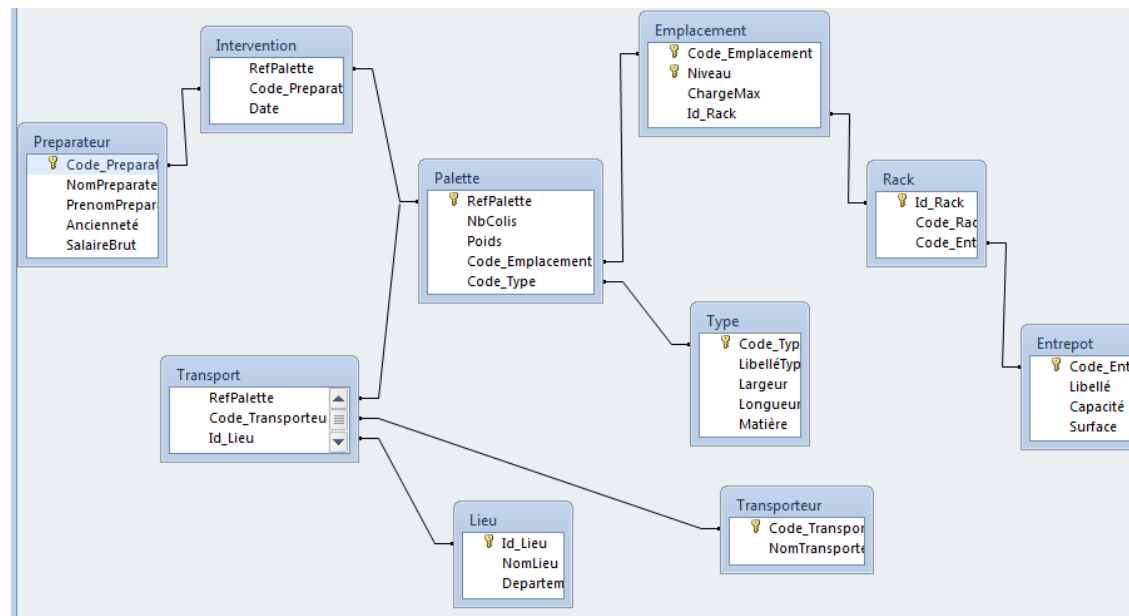 Intervention
RefPalette
Code_Preparat
Date
Preparateur
Code_Preparat
NomPreparate
PrenomPrepar
Ancienneté
SalaireBrut
Palette
RefPalette
NbColis
Poids
Code_Emplacement
Code_Type
Emplacement
Code_Emplacement
Niveau
ChargeMax
Id_Rack
Rack
Id_Rack
Code_Rac
Code_Ent
Type
Code_Typ
LibelléTyp
Largeur
Longueur
Matière
Entrepot
Code_Ent
Libellé
Capacité
Surface
Transport
RefPalette
Code_Transporteu
Id_Lieu
Lieu
Id_Lieu
NomLieu
Departem
Transporteur
Code_Transpor
NomTransporte